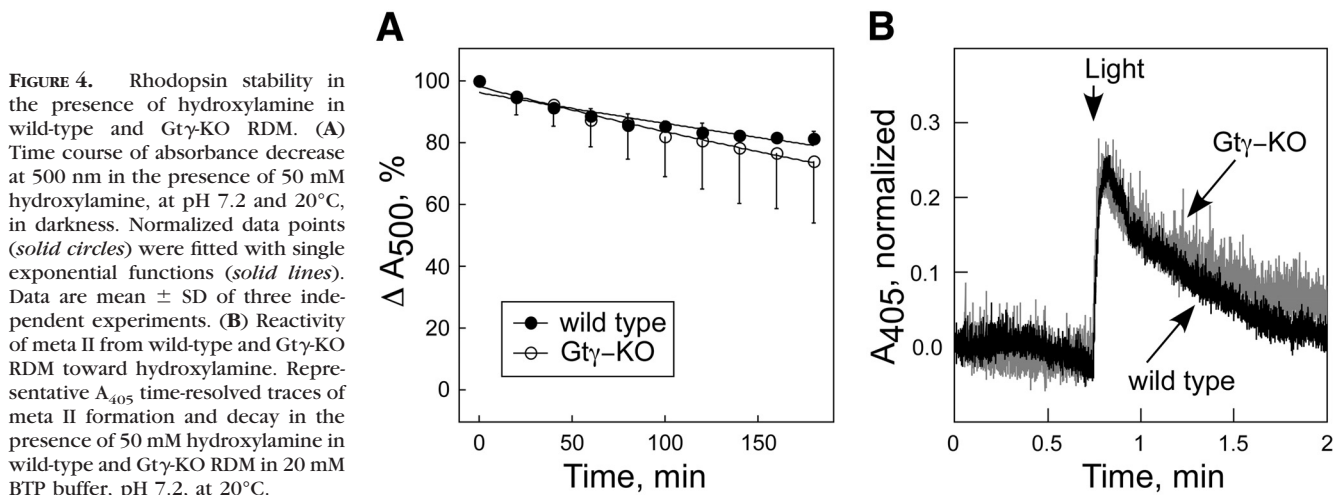 FIGURE 4. Rhodopsin stability in
the presence of hydroxylamine in
wild-type and Gtγ-KO RDM. (A)
Time course of absorbance decrease
at 500 nm in the presence of 50 mM
hydroxylamine, at pH 7.2 and 20°C,
in darkness. Normalized data points
(solid circles) were fitted with single
exponential functions (solid lines).
Data are mean ± SD of three inde-
pendent experiments. (B) Reactivity
of meta II from wild-type and Gtγ-KO
RDM toward hydroxylamine. Repre-
sentative A405 time-resolved traces of
meta II formation and decay in the
presence of 50 mM hydroxylamine in
wild-type and Gtγ-KO RDM in 20 mM
BTP buffer, pH 7.2, at 20°C.
A
Δ A500, %
100
80
60
40
20
0
wild type
Gtγ–KO
0 50 100 150
Time, min
B
A405, normalized
0.3
0.2
0.1
0.0
Light
Gtγ–KO
wild type
0 0.5 1 1.5 2
Time, min